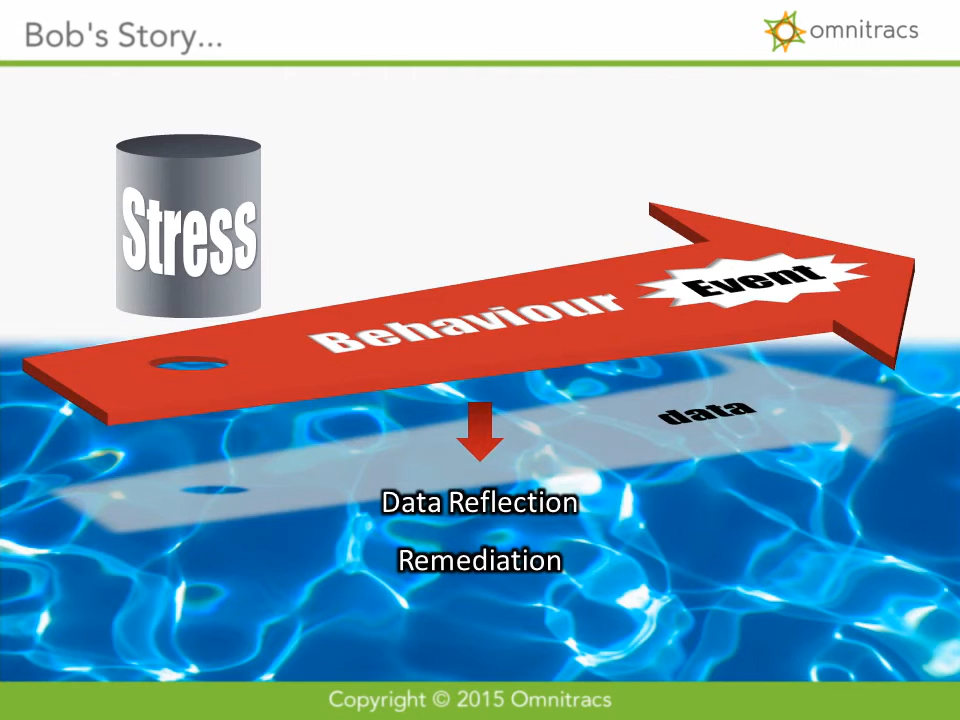 Bob's Story...
omnitracs
Stress
Behaviour
Event
data
Data Reflection
Remediation
Copyright © 2015 Omnitracs